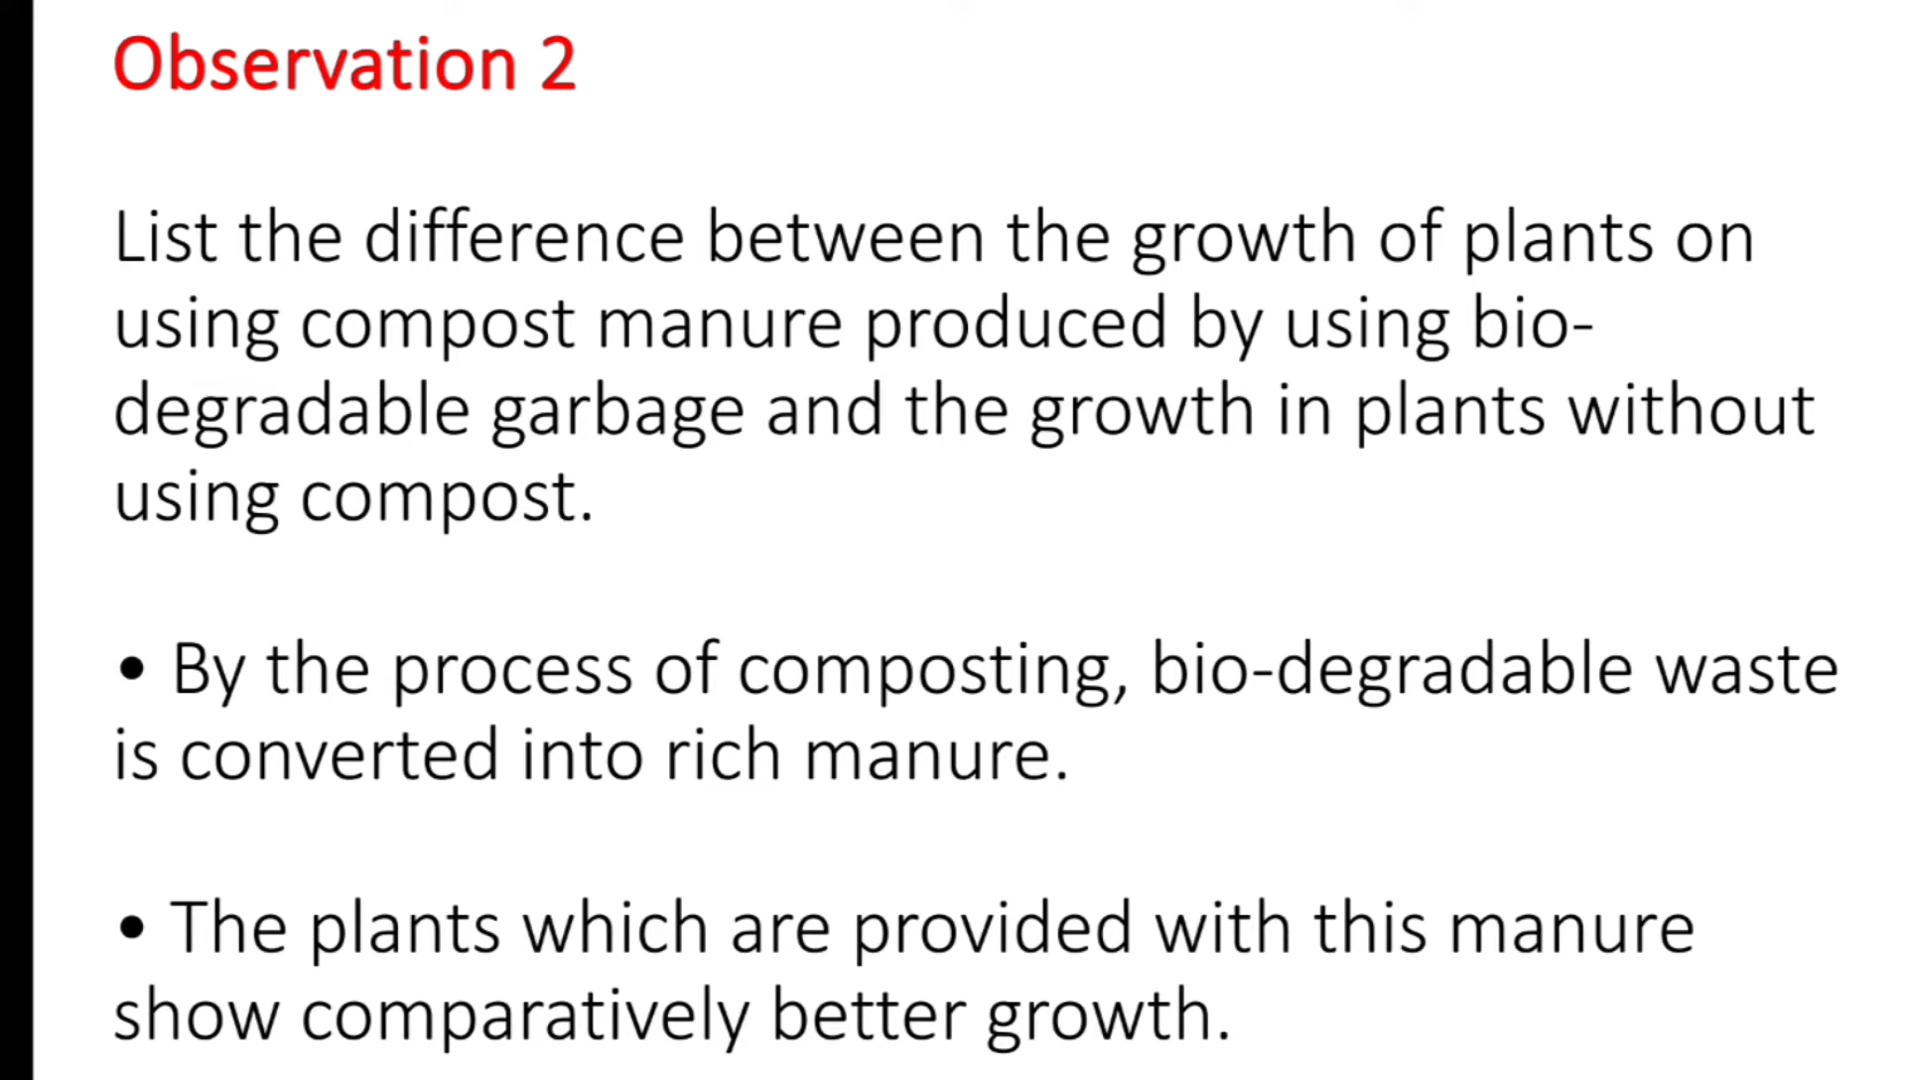 Observation 2
List the difference between the growth of plants on
using compost manure produced by using bio-
degradable garbage and the growth in plants without
using compost.
• By the process of composting, bio-degradable waste
is converted into rich manure.
• The plants which are provided with this manure
show comparatively better growth.